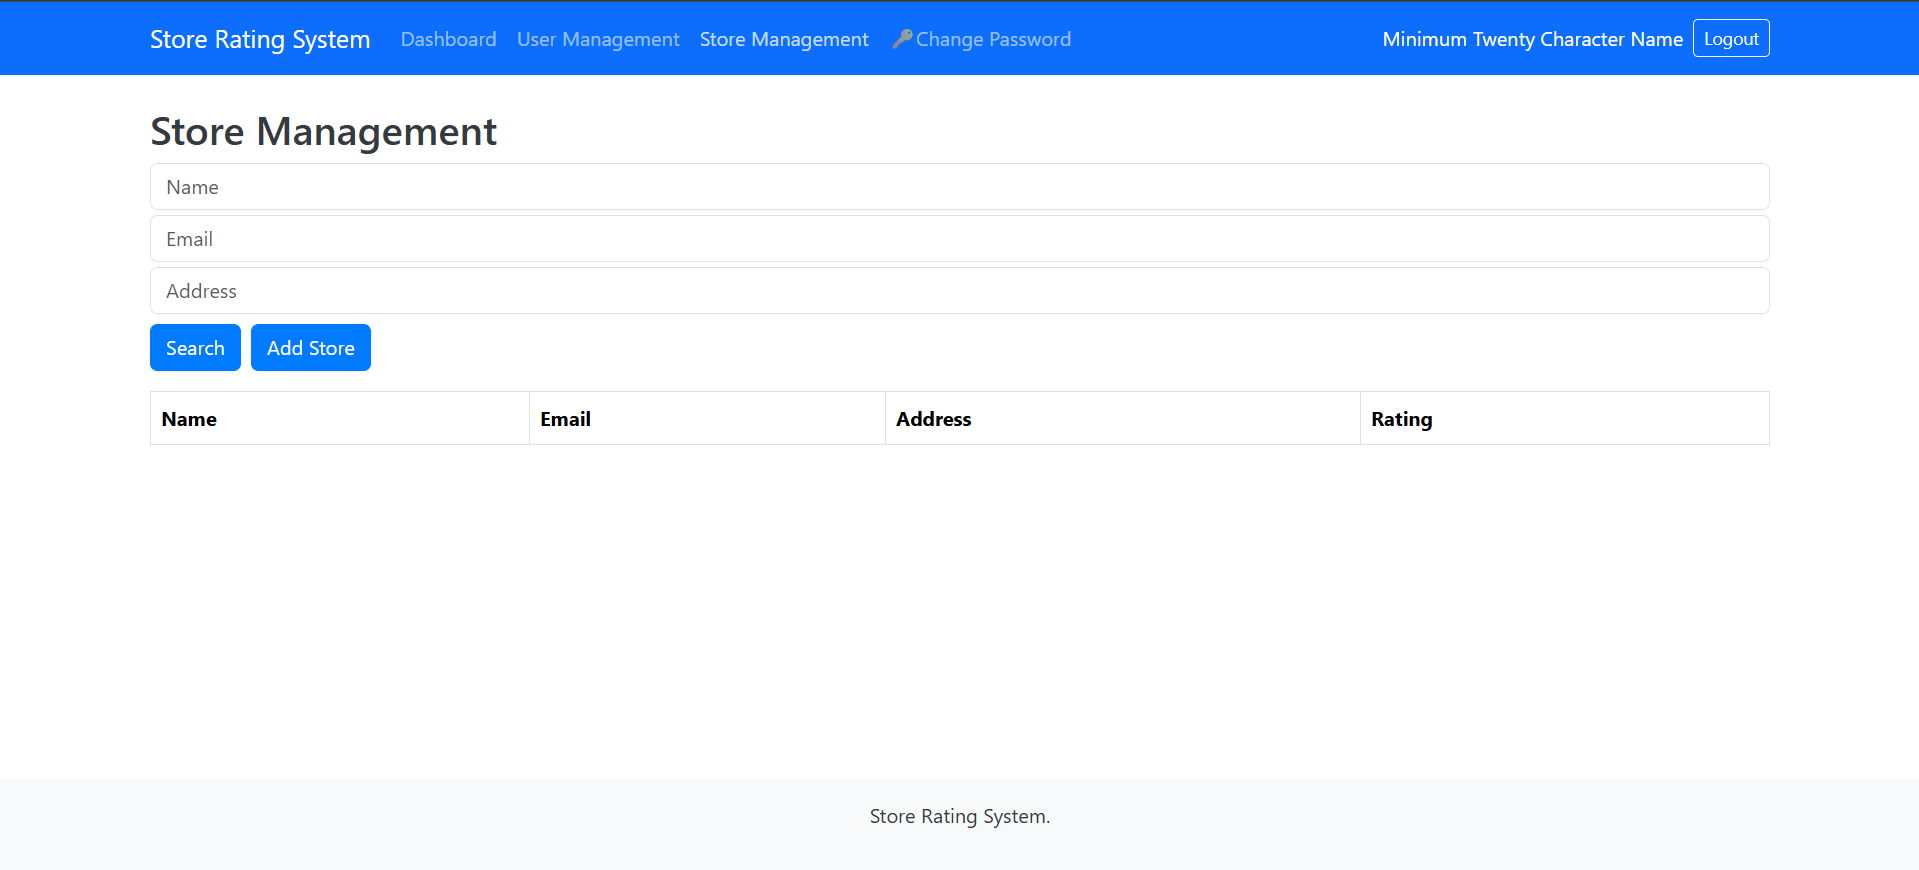 Store Rating System Dashboard User Management Store Management Change Password Minimum Twenty Character Name Logout
Store Management
Name
Email
Address
Search Add Store
Name Email Address Rating
Store Rating System.